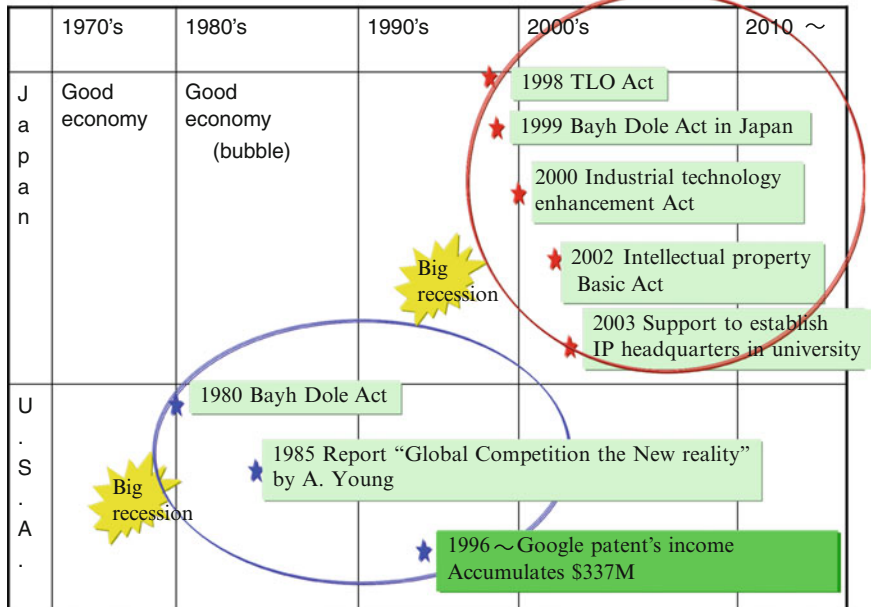 1970's 1980's 1990's 2000's 2010 ～
Japan
Good
economy
Good
economy
(bubble)
1998 TLO Act
1999 Bayh Dole Act in Japan
2000 Industrial technology
enhancement Act
2002 Intellectual property
Basic Act
2003 Support to establish
IP headquarters in university
Big
recession
U.S.A.
1980 Bayh Dole Act
1985 Report “Global Competition the New reality”
by A. Young
Big
recession
1996～Google patent's income
Accumulates $337M